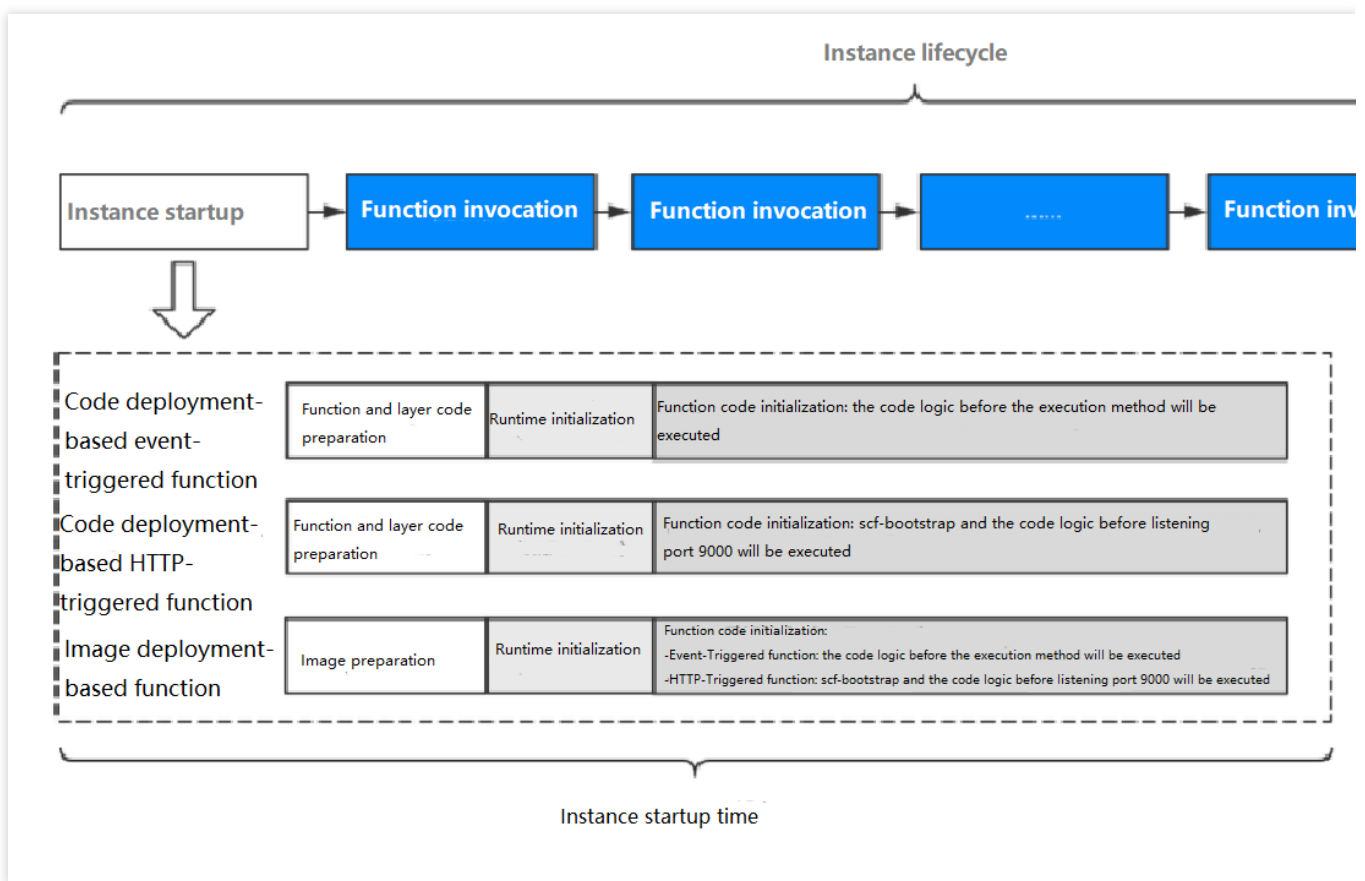 Instance lifecycle
Instance startup
Function invocation
Function invocation
......
Function inv
Code deployment-
based event-
triggered function
Function and layer code
preparation
Runtime initialization
Function code initialization: the code logic before the execution method will be
executed
Code deployment-
based HTTP-
triggered function
Function and layer code
preparation
Runtime initialization
Function code initialization: scf-bootstrap and the code logic before listening
port 9000 will be executed
Image deployment-
based function
Image preparation
Runtime initialization
Function code initialization:
-Event-Triggered function: the code logic before the execution method will be executed
-HTTP-Triggered function: scf-bootstrap and the code logic before listening port 9000 will be executed
Instance startup time